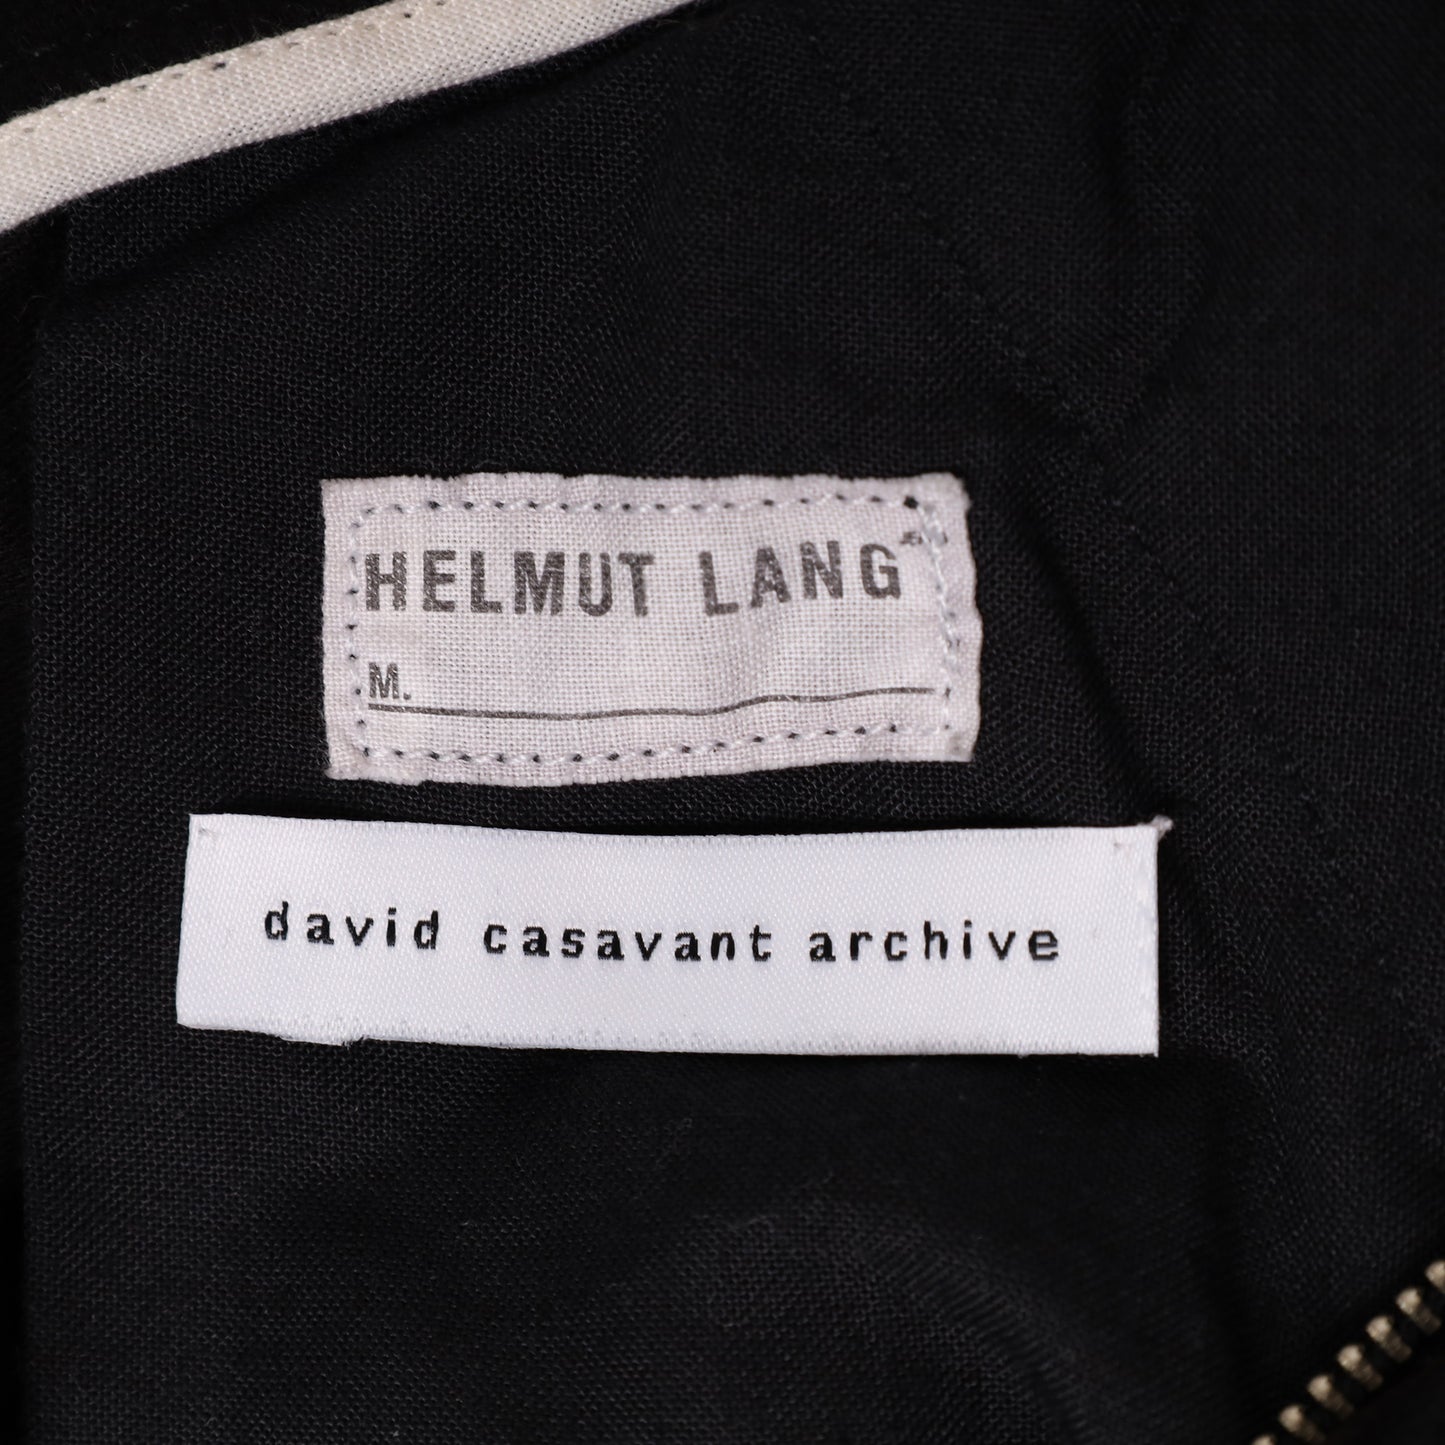 HELMUT LANG
M.
david casavant archive